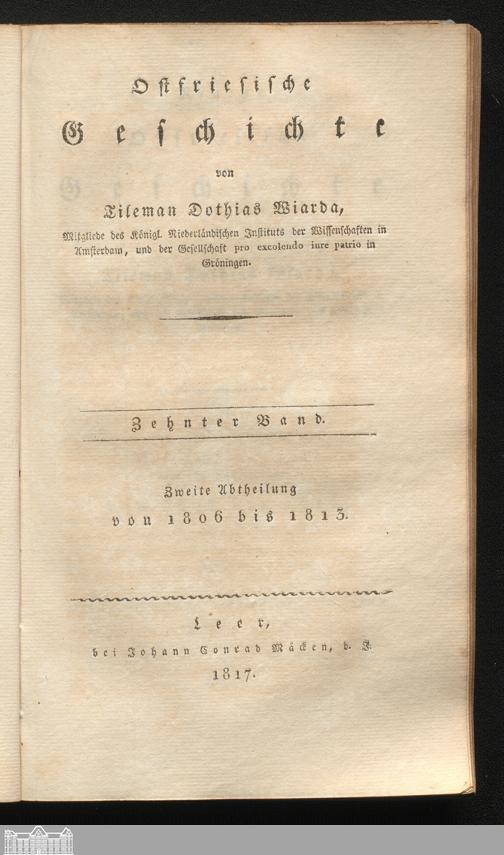 Ostfriesische
Geschichte
von
Tileman Dothias Wiarda,
Mitgliede des Königl. Niederländischen Instituts der Wissenschaften in
Amsterdam, und der Gesellschaft pro excolendo iure patrio in
Gröningen.
Zehnter Band.
Zweite Abtheilung
von 1806 bis 1813.
Leer,
bei Johann Conrad Mäcken, d. J.
1817.